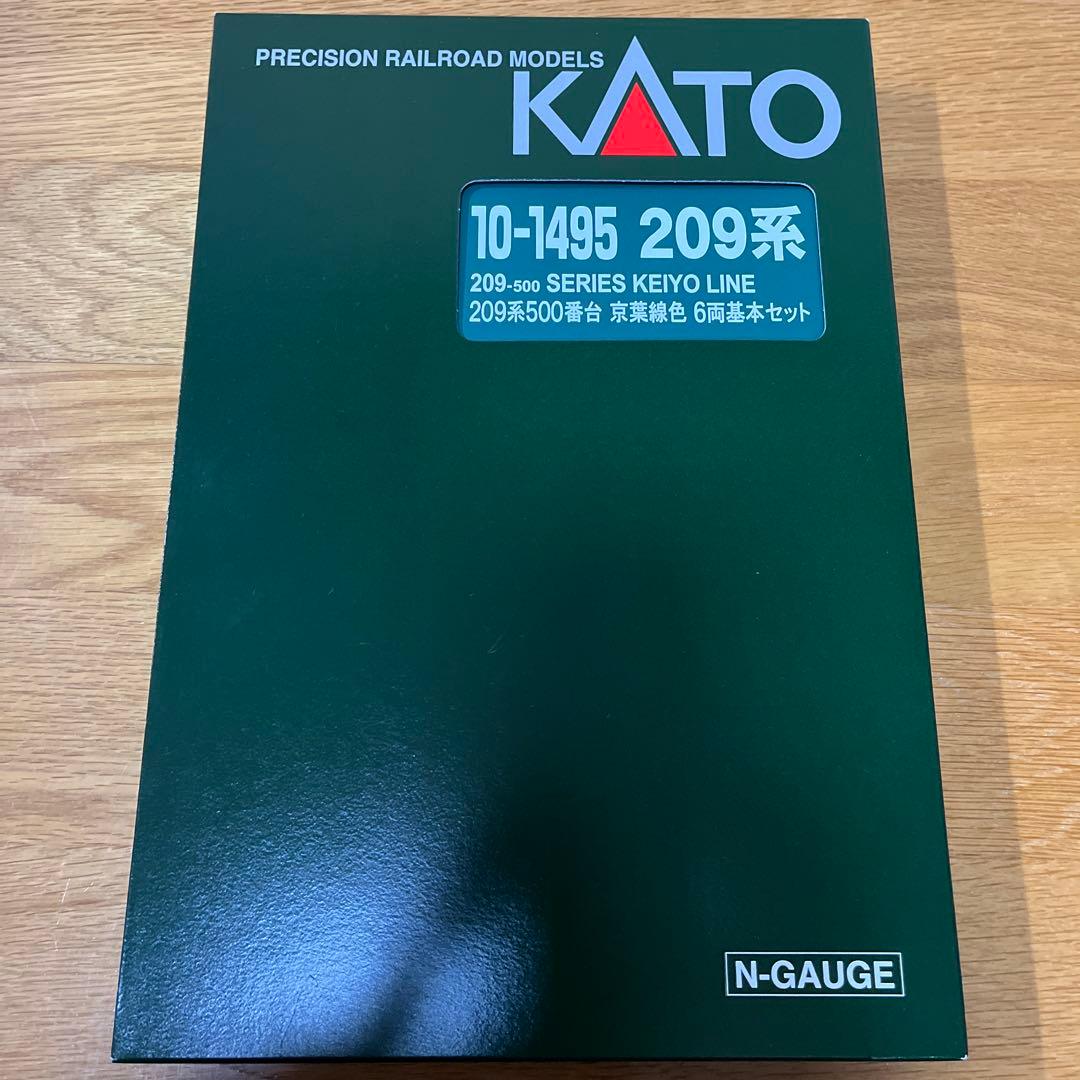 PRECISION RAILROAD MODELS
KATO
10-1495 209系
209-500 SERIES KEIYO LINE
209系500番台 京葉線色 6両基本セット
N-GAUGE